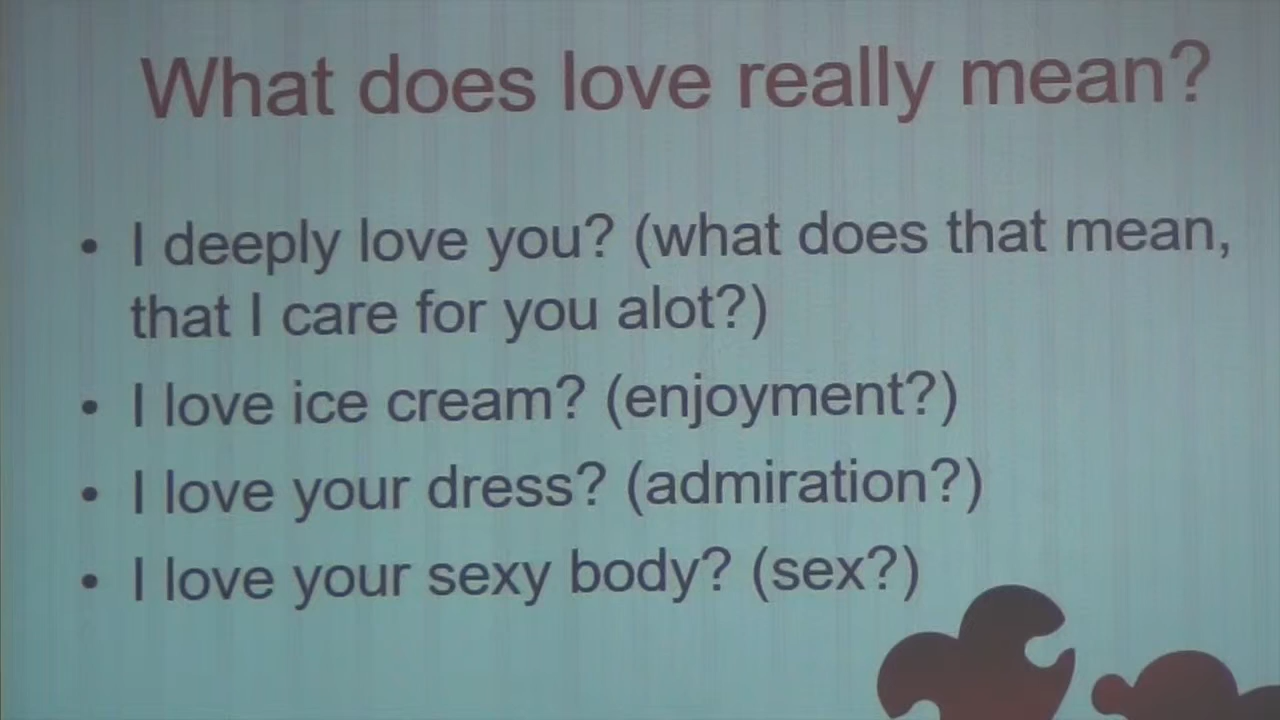 What does love really mean?
• I deeply love you? (what does that mean,
that I care for you alot?)
• I love ice cream? (enjoyment?)
• I love your dress? (admiration?)
• I love your sexy body? (sex?)